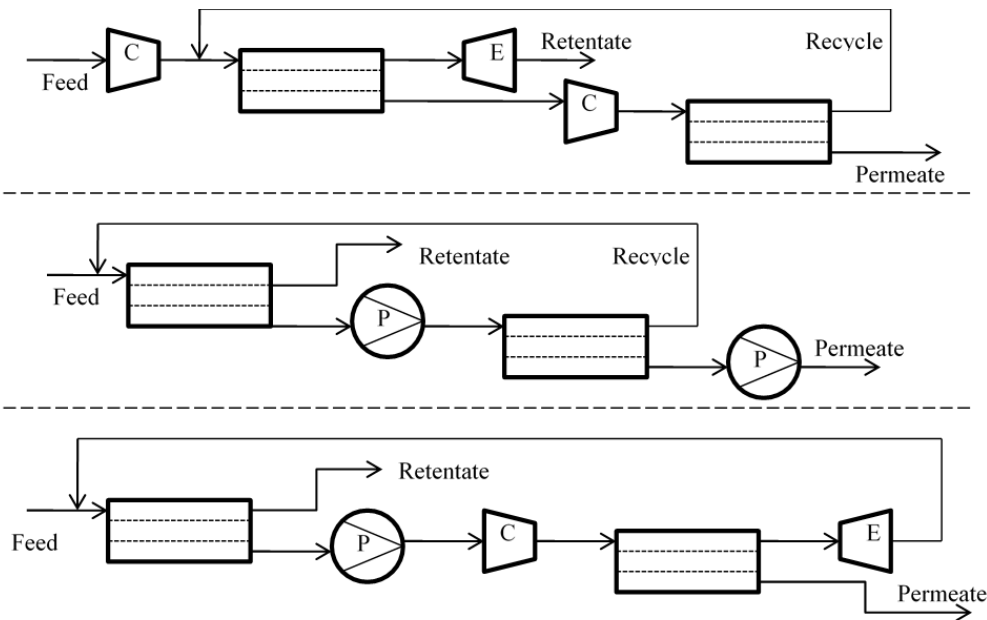 Recycle
C
E
Retentate
Feed
C
Permeate
Retentate
Recycle
Feed
P
P
Permeate
Retentate
Feed
P
C
E
Permeate